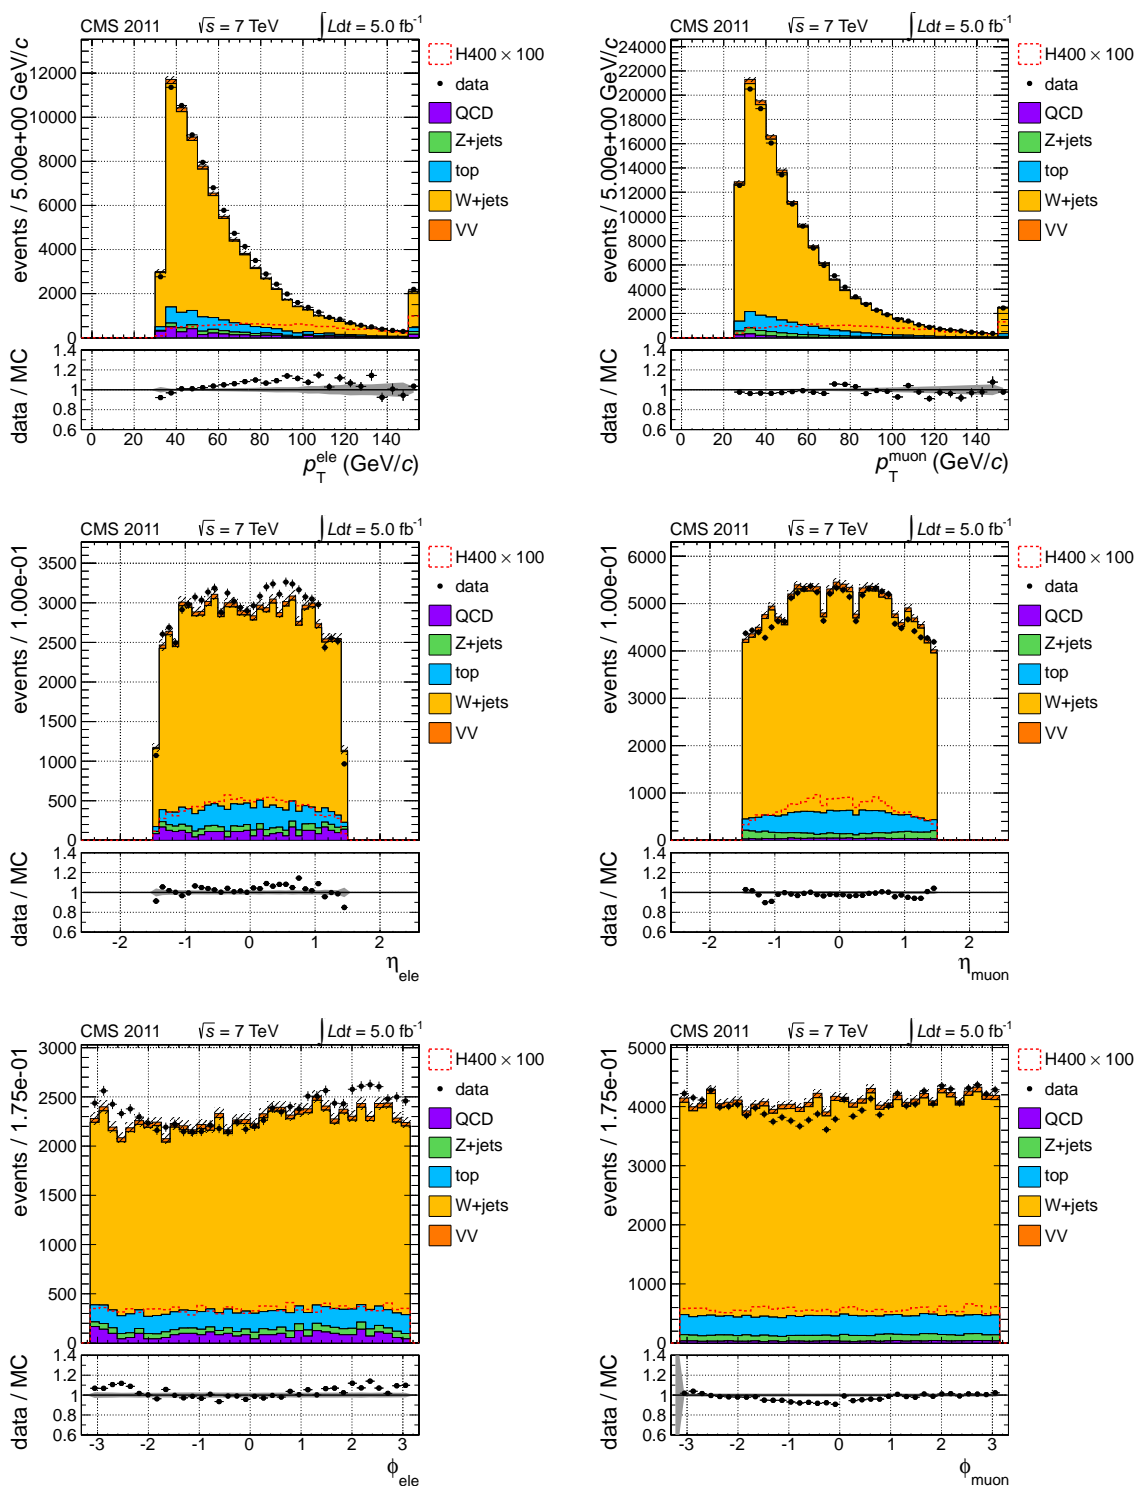 CMS 2011 √s = 7 TeV ∫ Ldt = 5.0 fb⁻¹
events / 5.00e+00 GeV/c
12000
10000
8000
6000
4000
2000
0
H400 × 100
data
QCD
Z+jets
top
W+jets
VV
data / MC
1.4
1.2
1
0.8
0.6
0 20 40 60 80 100 120 140
p_T^ele (GeV/c)
CMS 2011 √s = 7 TeV ∫ Ldt = 5.0 fb⁻¹
events / 5.00e+00 GeV/c
24000
22000
20000
18000
16000
14000
12000
10000
8000
6000
4000
2000
0
H400 × 100
data
QCD
Z+jets
top
W+jets
VV
data / MC
1.4
1.2
1
0.8
0.6
0 20 40 60 80 100 120 140
p_T^muon (GeV/c)
CMS 2011 √s = 7 TeV ∫ Ldt = 5.0 fb⁻¹
events / 1.00e-01
3500
3000
2500
2000
1500
1000
500
0
H400 × 100
data
QCD
Z+jets
top
W+jets
VV
data / MC
1.4
1.2
1
0.8
0.6
-2 -1 0 1 2
η_ele
CMS 2011 √s = 7 TeV ∫ Ldt = 5.0 fb⁻¹
events / 1.00e-01
6000
5000
4000
3000
2000
1000
0
H400 × 100
data
QCD
Z+jets
top
W+jets
VV
data / MC
1.4
1.2
1
0.8
0.6
-2 -1 0 1 2
η_muon
CMS 2011 √s = 7 TeV ∫ Ldt = 5.0 fb⁻¹
events / 1.75e-01
3000
2500
2000
1500
1000
500
0
H400 × 100
data
QCD
Z+jets
top
W+jets
VV
data / MC
1.4
1.2
1
0.8
0.6
-3 -2 -1 0 1 2 3
ϕ_ele
CMS 2011 √s = 7 TeV ∫ Ldt = 5.0 fb⁻¹
events / 1.75e-01
5000
4000
3000
2000
1000
0
H400 × 100
data
QCD
Z+jets
top
W+jets
VV
data / MC
1.4
1.2
1
0.8
0.6
-3 -2 -1 0 1 2 3
ϕ_muon